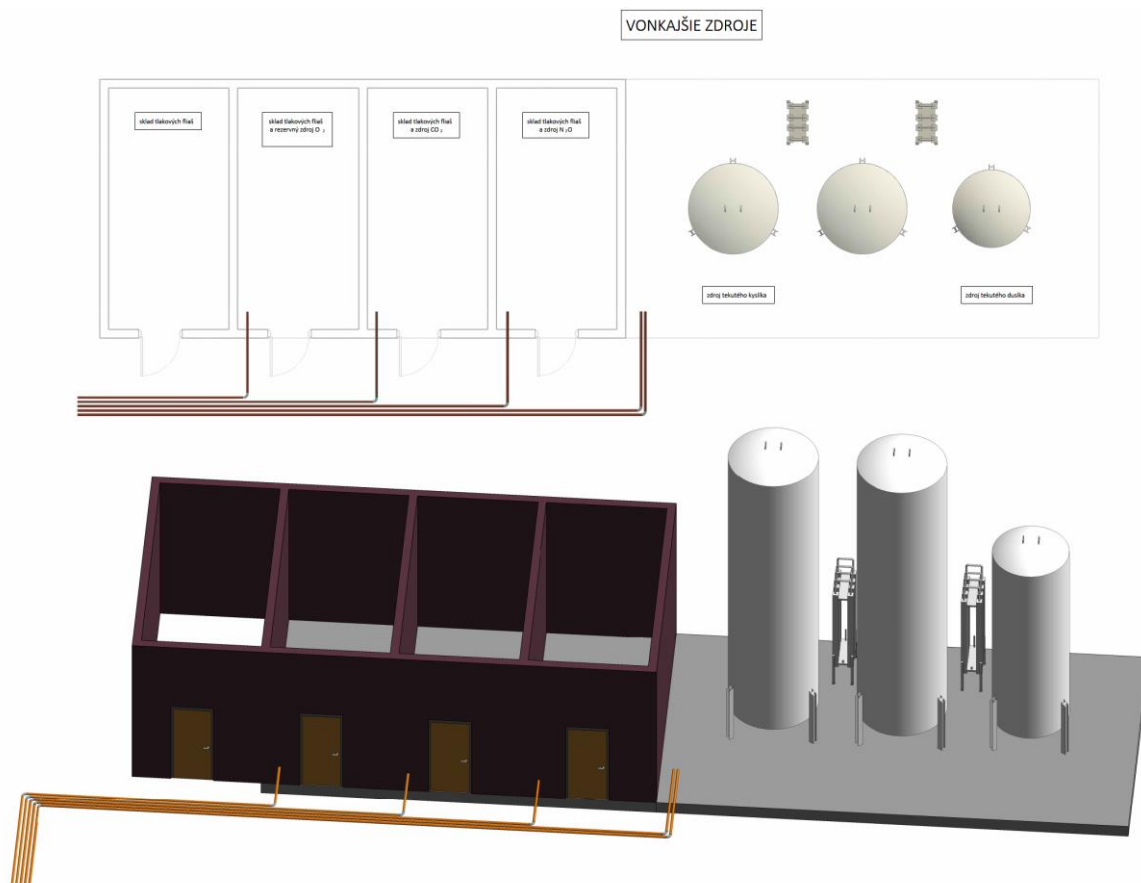 VONKAJŠIE ZDROJE
sklad tlakových fliaš
sklad tlakových fliaš
a rezervný zdroj O ₂
sklad tlakových fliaš
a zdroj CO ₂
sklad tlakových fliaš
a zdroj N ₂O
zdroj tekutého kyslíka
zdroj tekutého dusíka